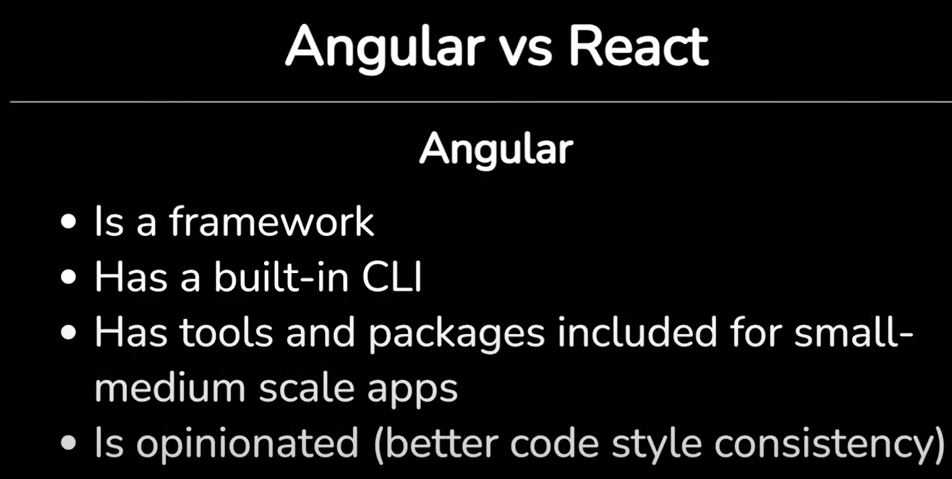 Angular vs React
Angular
• Is a framework
• Has a built-in CLI
• Has tools and packages included for small-
medium scale apps
• Is opinionated (better code style consistency)